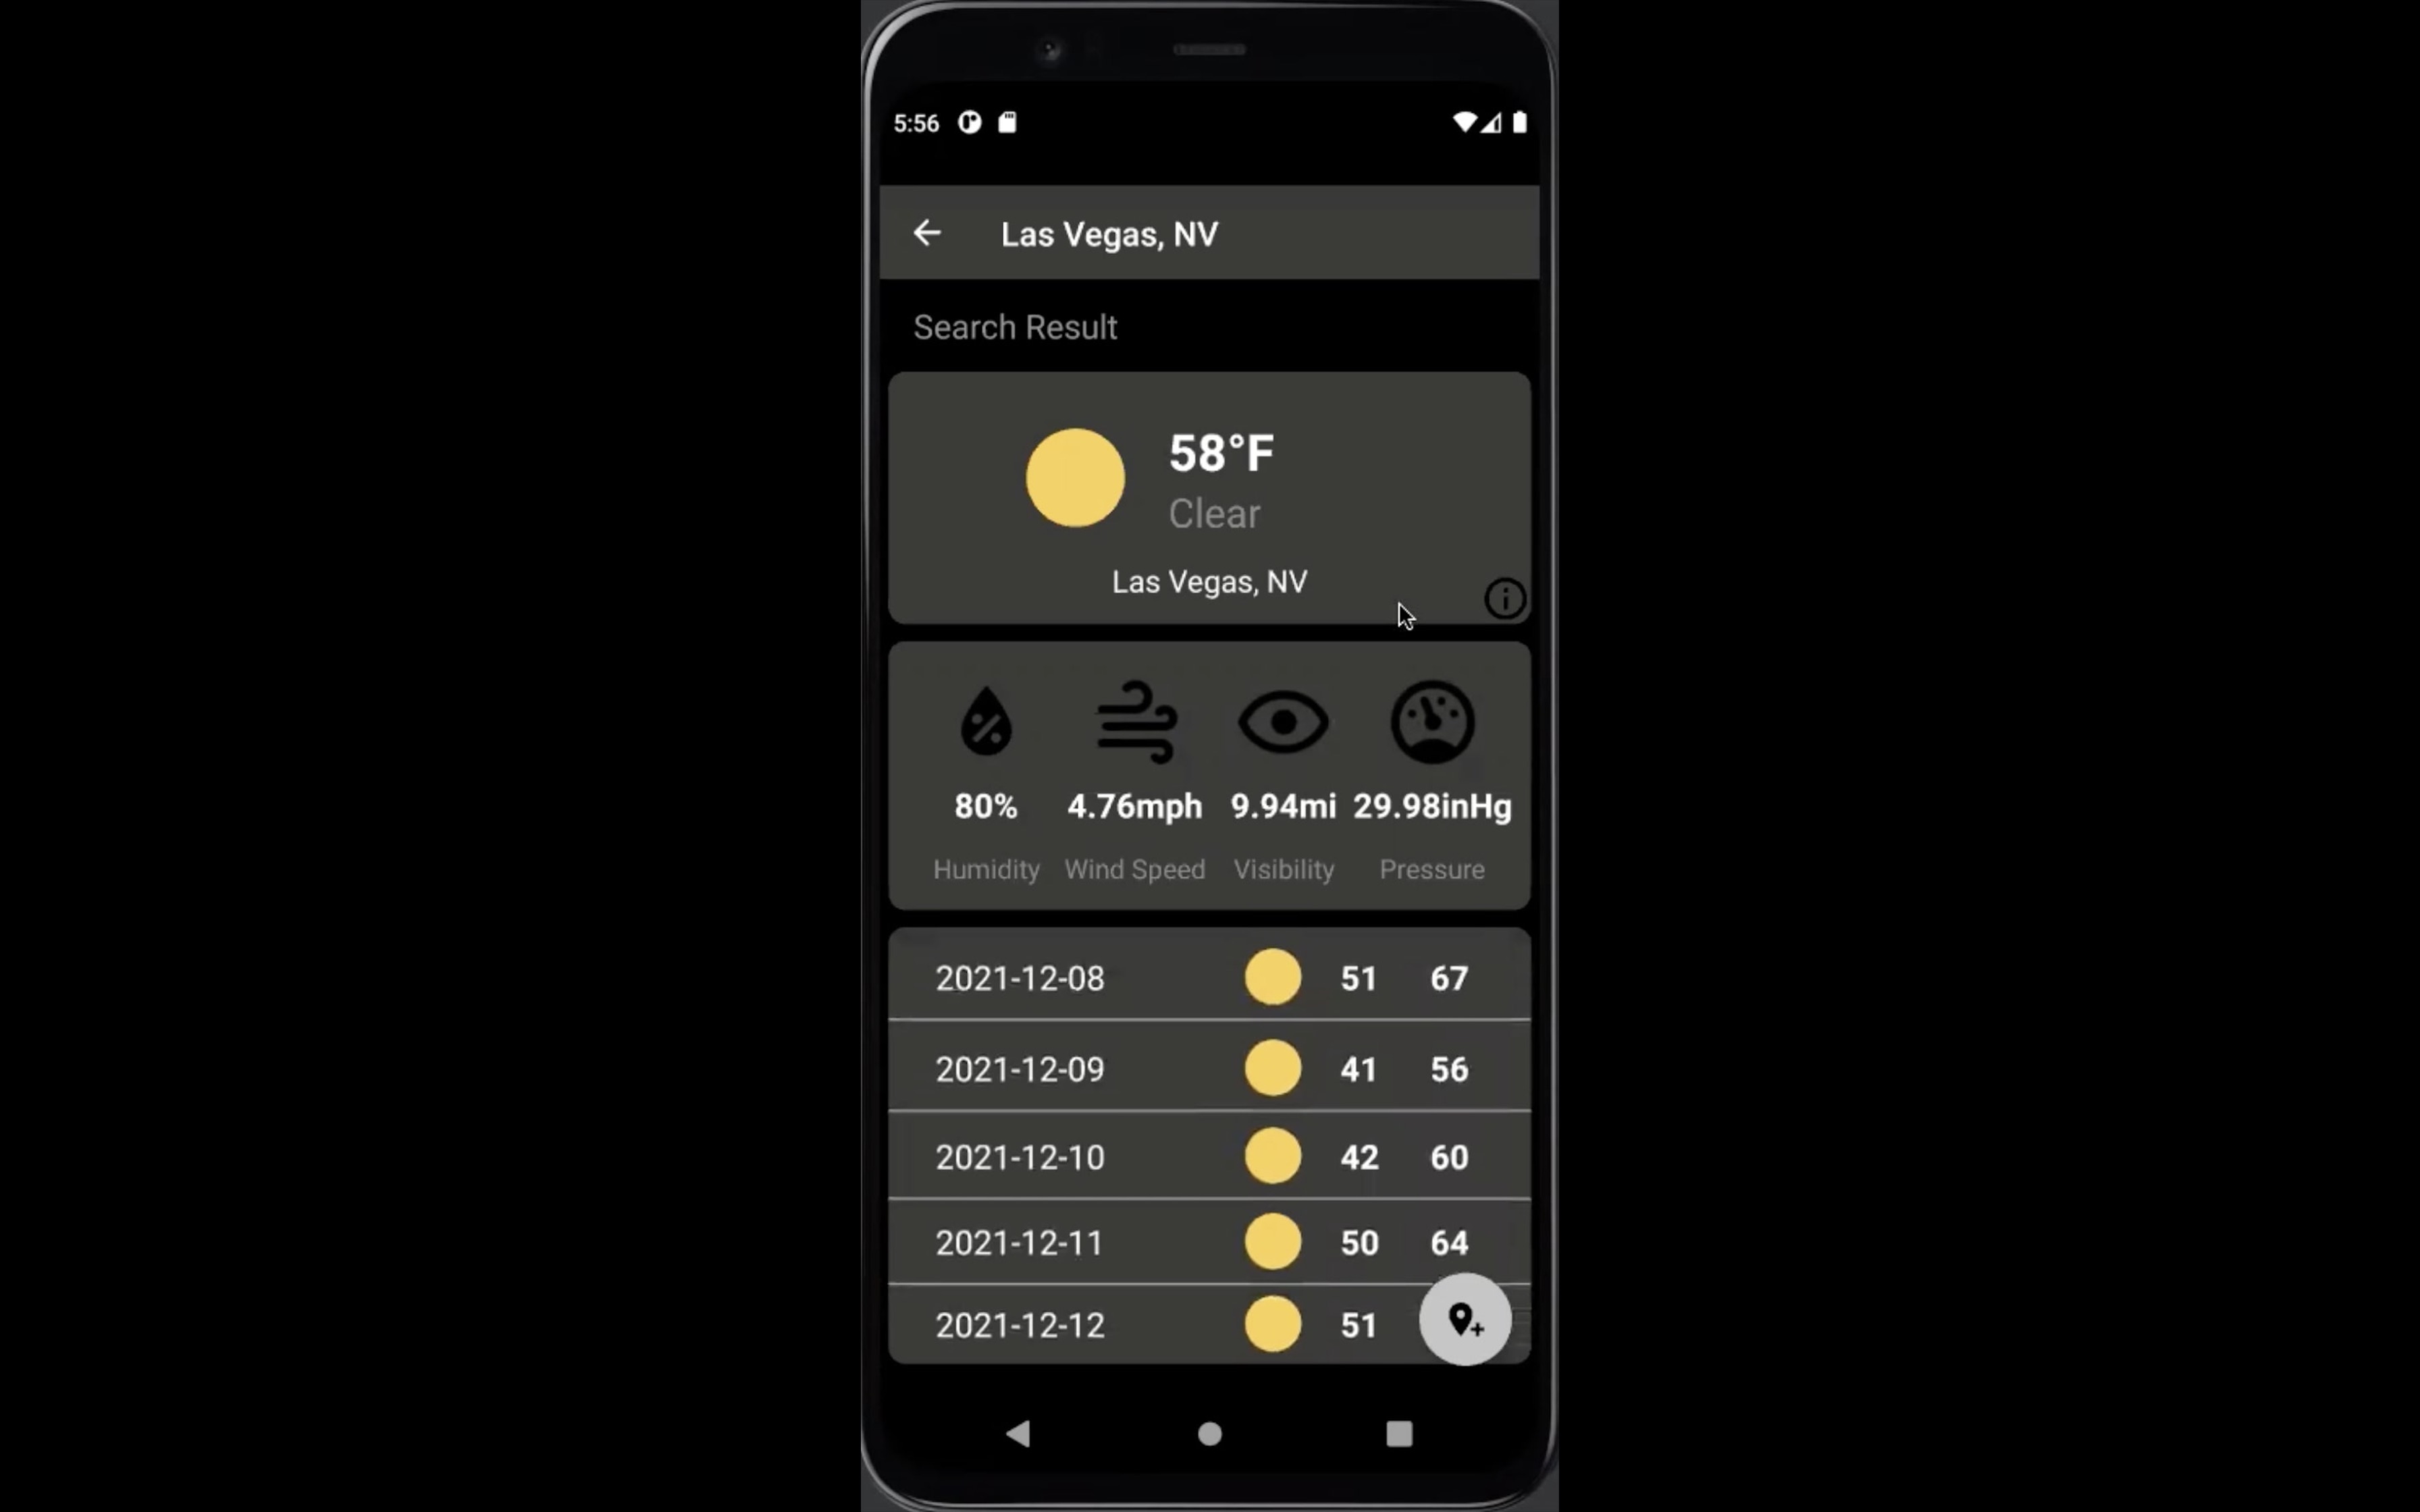 5:56
Las Vegas, NV
Search Result
58°F
Clear
Las Vegas, NV
80% 4.76mph 9.94mi 29.98inHg
Humidity Wind Speed Visibility Pressure
2021-12-08 51 67
2021-12-09 41 56
2021-12-10 42 60
2021-12-11 50 64
2021-12-12 51